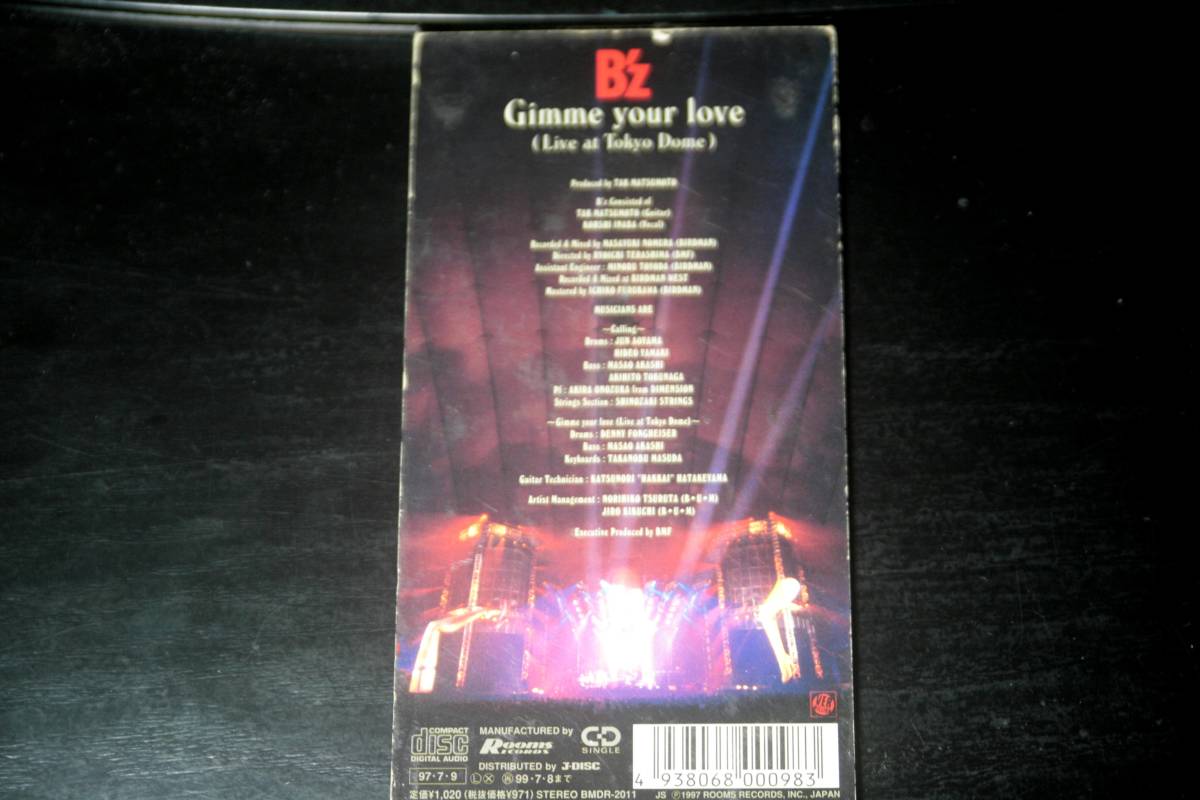 B'z
Gimme your love
(Live at Tokyo Dome)
Produced by TAK MATSUMOTO
B'z Consisted of
TAK MATSUMOTO (Guitar)
KOHSHI INABA (Vocal)
Recorded & Mixed by MASAYUKI NOMURA (BIRDMAN)
Directed by RYOICHI TERASHIMA (BMF)
Assistant Engineer : MINORU TOYODA (BIRDMAN)
Recorded & Mixed at BIRDMAN WEST
Mastered by ICHIRO FURUKAWA (BIRDMAN)
MUSICIANS ARE
~Calling~
Drums : JUN AOYAMA
HIDEO YAMAKI
Bass : MASAO AKASHI
AKIHITO TOKUNAGA
Pf : AKIRA ONOZUKA from DIMENSION
Strings Section : SHINOZAKI STRINGS
~Gimme your love (Live at Tokyo Dome)~
Drums : DENNY FONGHEISER
Bass : MASAO AKASHI
Keyboards : TAKANOBU MASUDA
Guitar Technician : KATSUNORI "HAKKAI" HATAKEYAMA
Artist Management : NORIHIKO TSURUTA (B+U+M)
JIRO KIKUCHI (B+U+M)
Executive Produced by BMF
COMPACT disc DIGITAL AUDIO
MANUFACTURED by
Rooms RECORDS
CD SINGLE
DISTRIBUTED by J-DISC
97・7・9 Ⓛ Ⓧ Ⓡ 99・7・8まで
4 938068 000983
定価¥1,020 (税抜価格¥971) STEREO BMDR-2011 JS Ⓟ1997 ROOMS RECORDS, INC., JAPAN